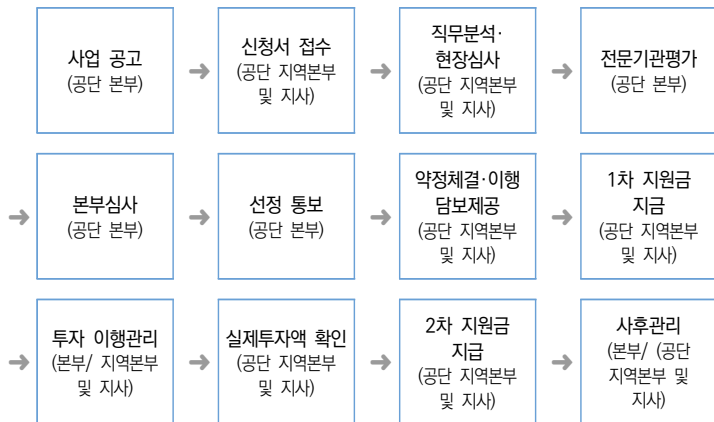 사업 공고
(공단 본부)
신청서 접수
(공단 지역본부
및 지사)
직무분석·
현장심사
(공단 지역본부
및 지사)
전문기관평가
(공단 본부)
본부심사
(공단 본부)
선정 통보
(공단 본부)
약정체결·이행
담보제공
(공단 지역본부
및 지사)
1차 지원금
지금
(공단 지역본부
및 지사)
투자 이행관리
(본부/ 지역본부
및 지사)
실제투자액 확인
(공단 지역본부
및 지사)
2차 지원금
지급
(공단 지역본부
및 지사)
사후관리
(본부/ (공단
지역본부 및
지사)